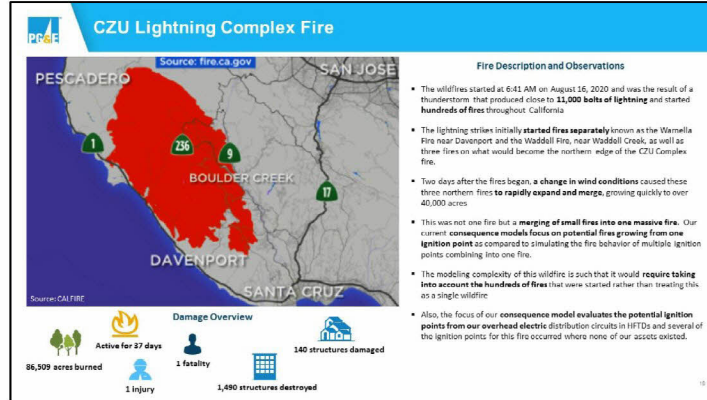 PG&E
CZU Lightning Complex Fire
Source: fire.ca.gov
PESCADERO
SAN JOSE
1
236
9
BOULDER CREEK
17
DAVENPORT
SANTA CRUZ
Source: CALFIRE
Damage Overview
86,509 acres burned
Active for 37 days
1 injury
1 fatality
1,490 structures destroyed
140 structures damaged
Fire Description and Observations
▪ The wildfires started at 6:41 AM on August 16, 2020 and was the result of a
thunderstorm that produced close to 11,000 bolts of lightning and started
hundreds of fires throughout California
▪ The lightning strikes initially started fires separately known as the Warnella
Fire near Davenport and the Waddell Fire, near Waddell Creek, as well as
three fires on what would become the northern edge of the CZU Complex
fire.
▪ Two days after the fires began, a change in wind conditions caused these
three northern fires to rapidly expand and merge, growing quickly to over
40,000 acres
▪ This was not one fire but a merging of small fires into one massive fire. Our
current consequence models focus on potential fires growing from one
ignition point as compared to simulating the fire behavior of multiple ignition
points combining into one fire.
▪ The modeling complexity of this wildfire is such that it would require taking
into account the hundreds of fires that were started rather than treating this
as a single wildfire
▪ Also, the focus of our consequence model evaluates the potential ignition
points from our overhead electric distribution circuits in HFTDs and several of
the ignition points for this fire occurred where none of our assets existed.